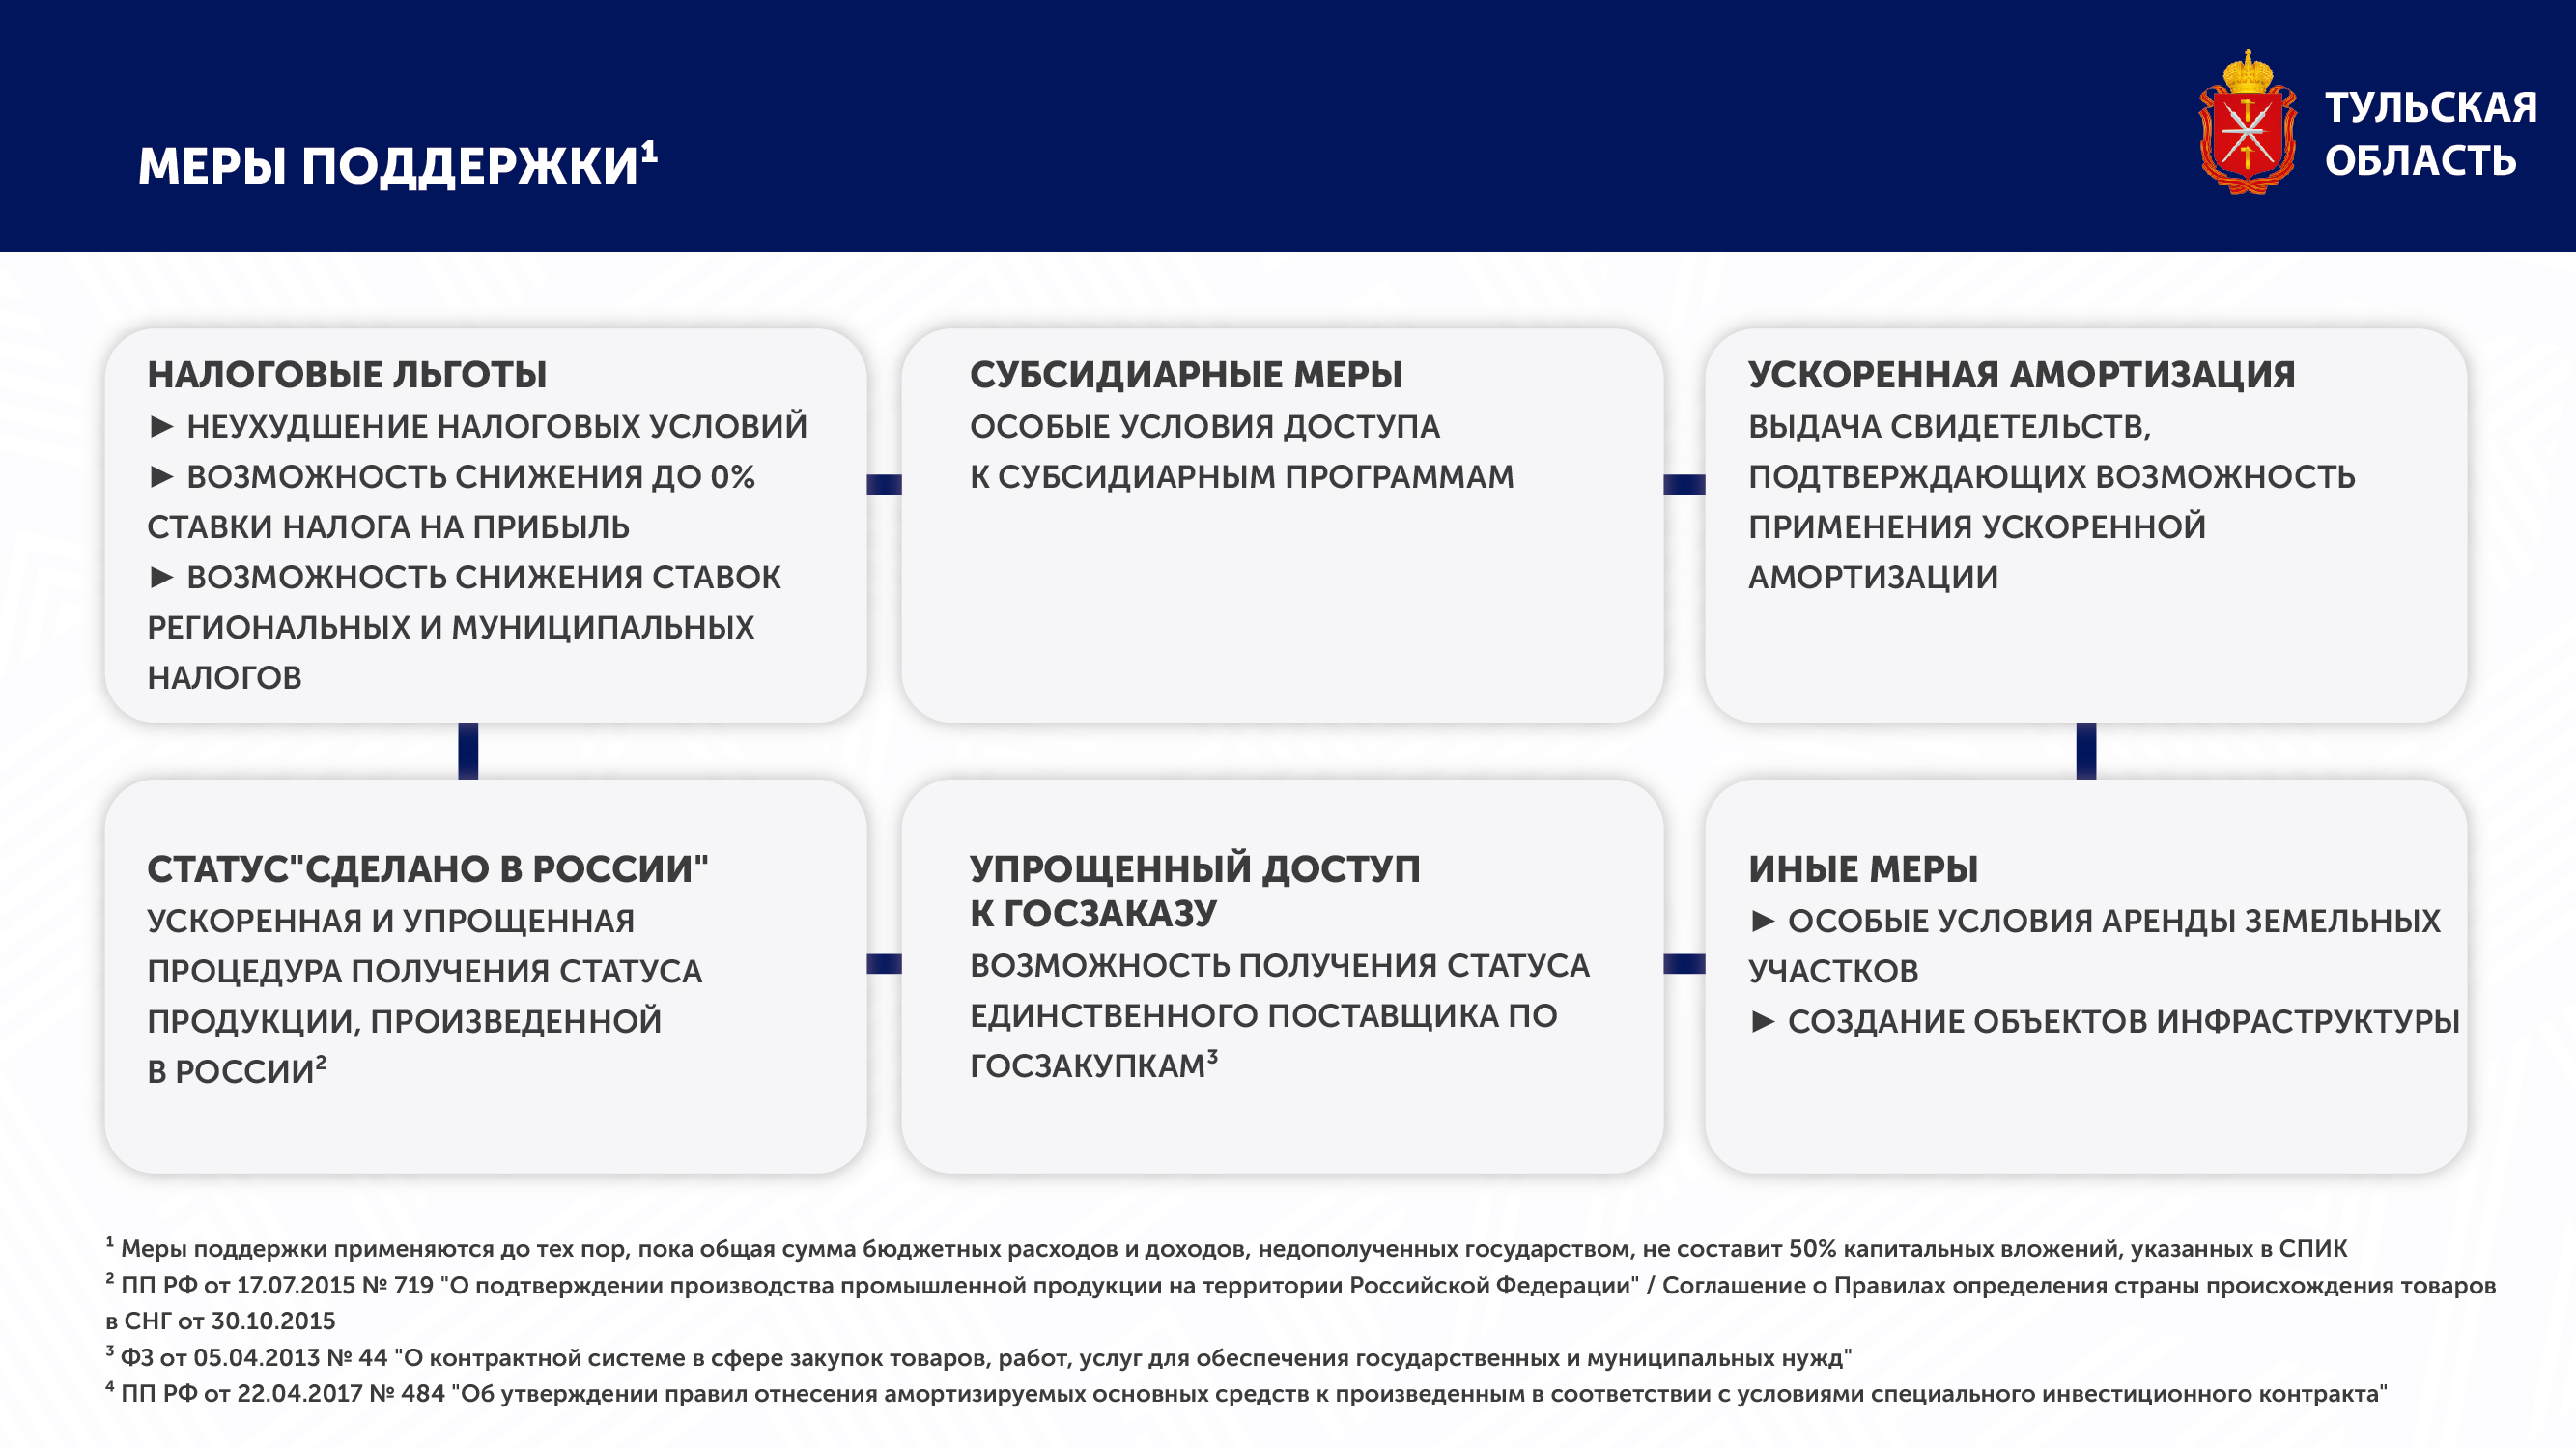 МЕРЫ ПОДДЕРЖКИ¹
ТУЛЬСКАЯ
ОБЛАСТЬ
НАЛОГОВЫЕ ЛЬГОТЫ
► НЕУХУДШЕНИЕ НАЛОГОВЫХ УСЛОВИЙ
► ВОЗМОЖНОСТЬ СНИЖЕНИЯ ДО 0%
СТАВКИ НАЛОГА НА ПРИБЫЛЬ
► ВОЗМОЖНОСТЬ СНИЖЕНИЯ СТАВОК
РЕГИОНАЛЬНЫХ И МУНИЦИПАЛЬНЫХ
НАЛОГОВ
СУБСИДИАРНЫЕ МЕРЫ
ОСОБЫЕ УСЛОВИЯ ДОСТУПА
К СУБСИДИАРНЫМ ПРОГРАММАМ
УСКОРЕННАЯ АМОРТИЗАЦИЯ
ВЫДАЧА СВИДЕТЕЛЬСТВ,
ПОДТВЕРЖДАЮЩИХ ВОЗМОЖНОСТЬ
ПРИМЕНЕНИЯ УСКОРЕННОЙ
АМОРТИЗАЦИИ
СТАТУС"СДЕЛАНО В РОССИИ"
УСКОРЕННАЯ И УПРОЩЕННАЯ
ПРОЦЕДУРА ПОЛУЧЕНИЯ СТАТУСА
ПРОДУКЦИИ, ПРОИЗВЕДЕННОЙ
В РОССИИ²
УПРОЩЕННЫЙ ДОСТУП
К ГОСЗАКАЗУ
ВОЗМОЖНОСТЬ ПОЛУЧЕНИЯ СТАТУСА
ЕДИНСТВЕННОГО ПОСТАВЩИКА ПО
ГОСЗАКУПКАМ³
ИНЫЕ МЕРЫ
► ОСОБЫЕ УСЛОВИЯ АРЕНДЫ ЗЕМЕЛЬНЫХ
УЧАСТКОВ
► СОЗДАНИЕ ОБЪЕКТОВ ИНФРАСТРУКТУРЫ
¹ Меры поддержки применяются до тех пор, пока общая сумма бюджетных расходов и доходов, недополученных государством, не составит 50% капитальных вложений, указанных в СПИК
² ПП РФ от 17.07.2015 № 719 "О подтверждении производства промышленной продукции на территории Российской Федерации" / Соглашение о Правилах определения страны происхождения товаров
в СНГ от 30.10.2015
³ ФЗ от 05.04.2013 № 44 "О контрактной системе в сфере закупок товаров, работ, услуг для обеспечения государственных и муниципальных нужд"
⁴ ПП РФ от 22.04.2017 № 484 "Об утверждении правил отнесения амортизируемых основных средств к произведенным в соответствии с условиями специального инвестиционного контракта"